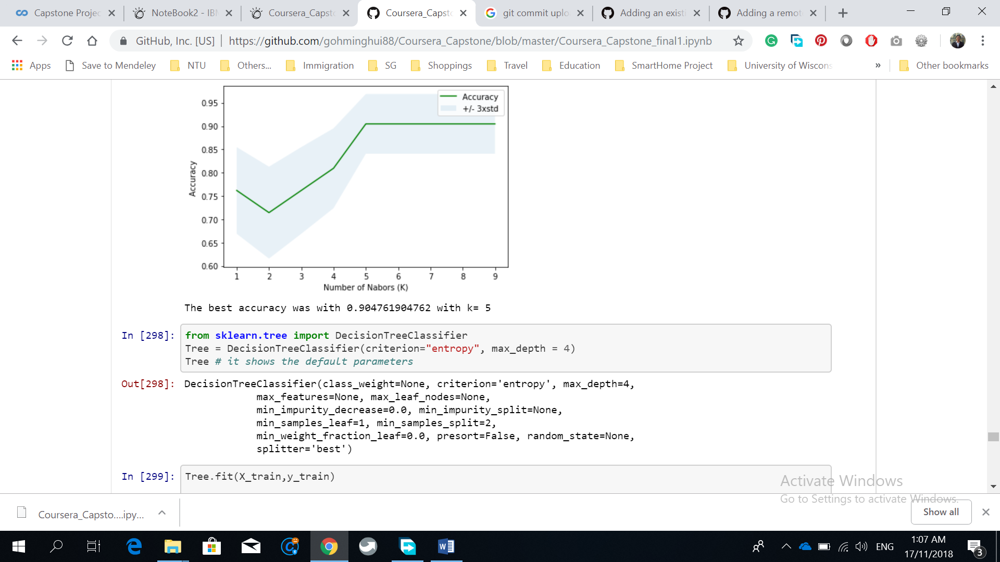 Capstone Projec
NoteBook2 - IBM
Coursera_Capsto
Coursera_Capsto
git commit uplo
Adding an existi
Adding a remot
GitHub, Inc. [US] | https://github.com/gohminghui88/Coursera_Capstone/blob/master/Coursera_Capstone_final1.ipynb
Apps Save to Mendeley NTU Others... Immigration SG Shoppings Travel Education SmartHome Project University of Wiscons » Other bookmarks
Accuracy
+/- 3xstd
0.95
0.90
0.85
0.80
0.75
0.70
0.65
0.60
Accuracy
1 2 3 4 5 6 7 8 9
Number of Nabors (K)
The best accuracy was with 0.904761904762 with k= 5
In [298]: from sklearn.tree import DecisionTreeClassifier
Tree = DecisionTreeClassifier(criterion="entropy", max_depth = 4)
Tree # it shows the default parameters
Out[298]: DecisionTreeClassifier(class_weight=None, criterion='entropy', max_depth=4,
max_features=None, max_leaf_nodes=None,
min_impurity_decrease=0.0, min_impurity_split=None,
min_samples_leaf=1, min_samples_split=2,
min_weight_fraction_leaf=0.0, presort=False, random_state=None,
splitter='best')
In [299]: Tree.fit(X_train,y_train)
Activate Windows
Go to Settings to activate Windows.
Coursera_Capsto....ipy...
Show all
ENG
1:07 AM
17/11/2018
3